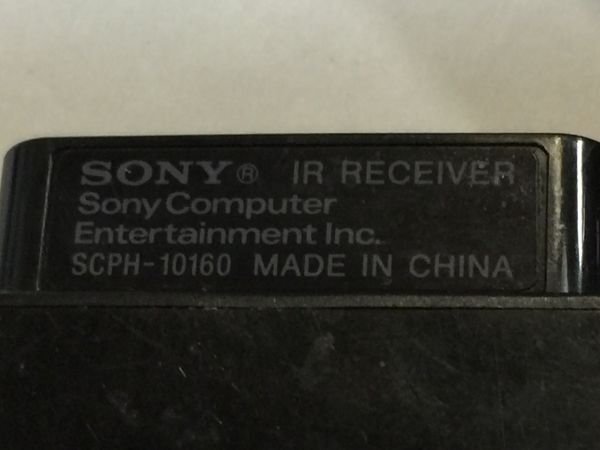 SONY® IR RECEIVER
Sony Computer
Entertainment Inc.
SCPH-10160 MADE IN CHINA